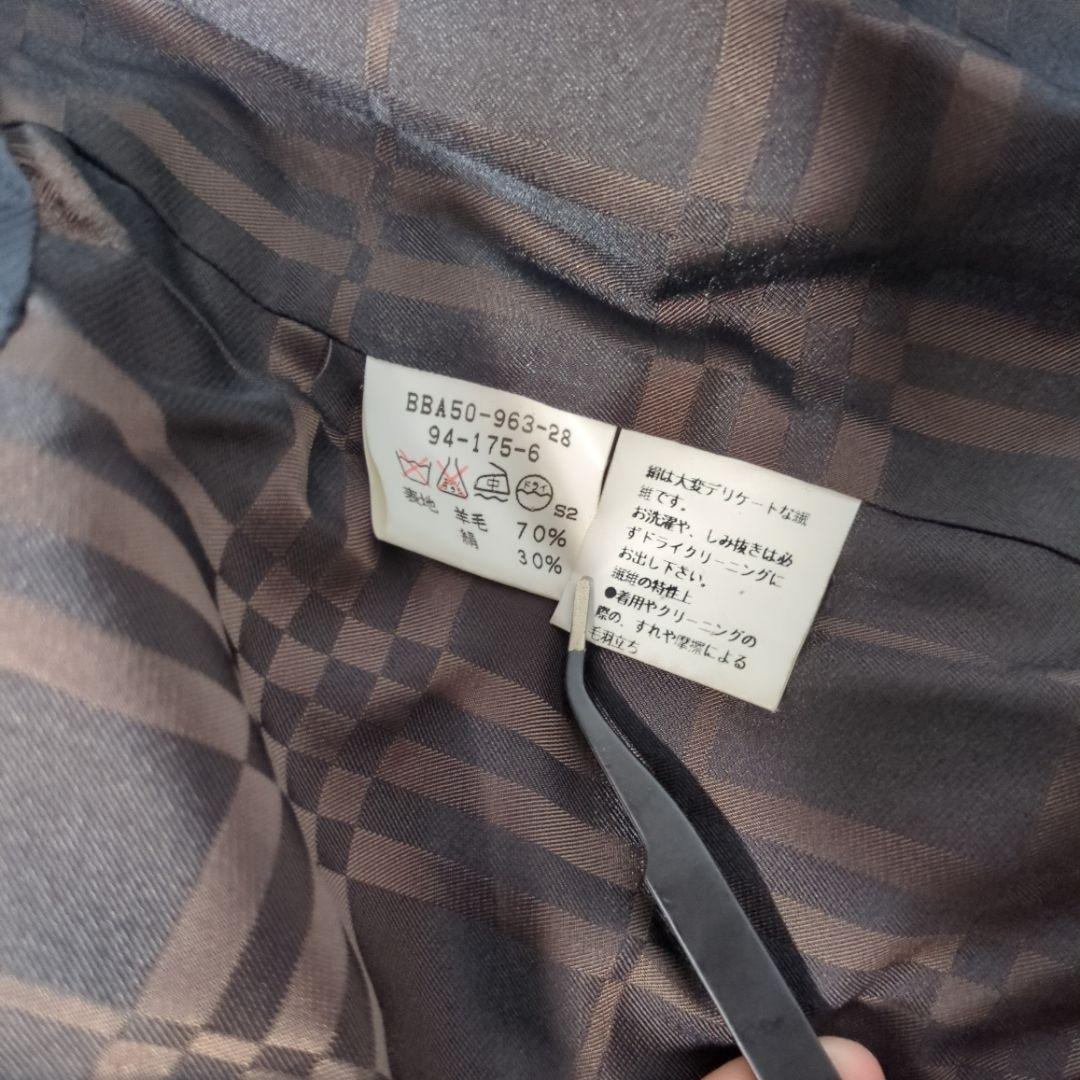 BBA50-963-28
94-175-6
ドライ
S2
表地 羊毛 70%
絹 30%
絹は大変デリケートな繊
維です。
お洗濯や、しみ抜きは必
ずドライクリーニングに
お出し下さい。
繊維の特性上
●着用やクリーニングの
際の、すれや摩擦による
毛羽立ち